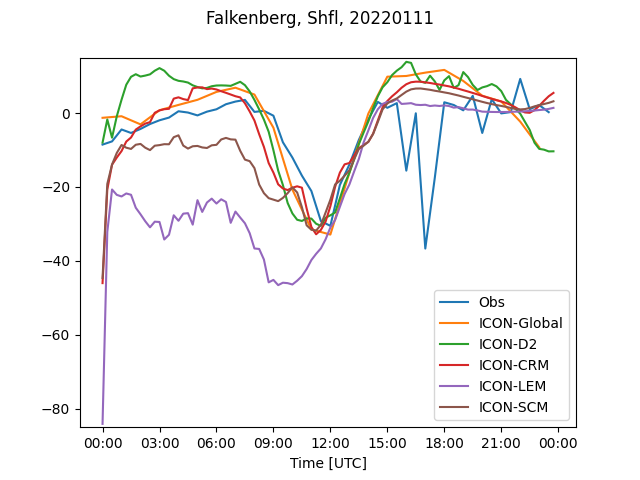 Falkenberg, Shfl, 20220111
0
−20
−40
−60
−80
Obs
ICON-Global
ICON-D2
ICON-CRM
ICON-LEM
ICON-SCM
00:00 03:00 06:00 09:00 12:00 15:00 18:00 21:00 00:00
Time [UTC]